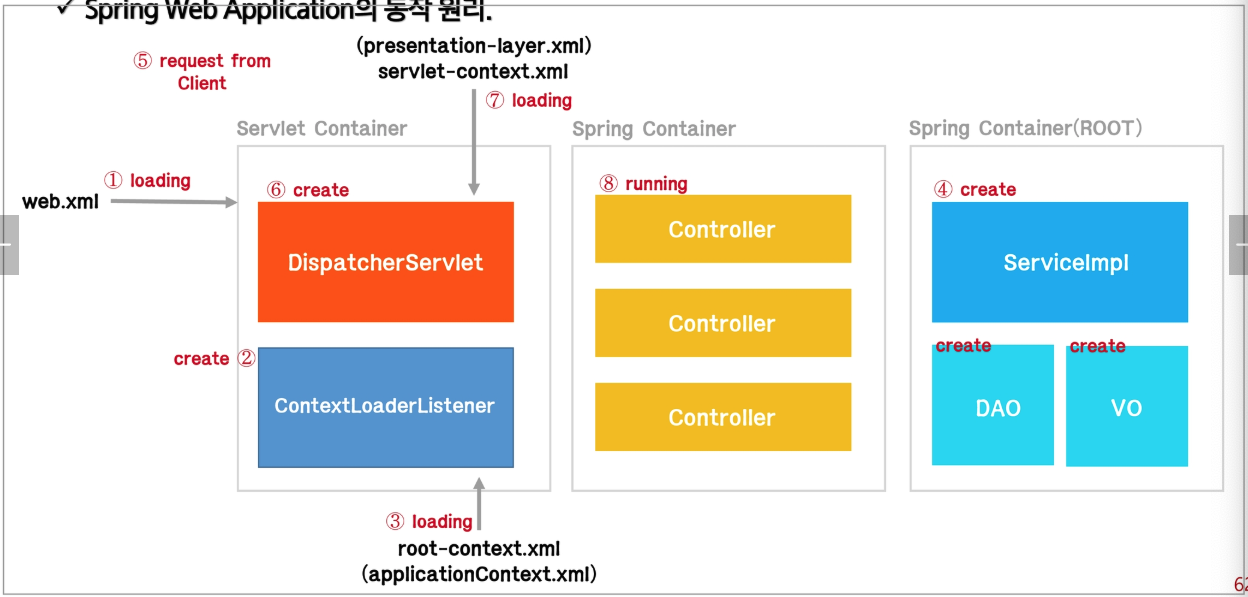 ✓ Spring Web Application의 동작 원리.
(presentation-layer.xml)
servlet-context.xml
⑤ request from
Client
⑦ loading
Servlet Container
Spring Container
Spring Container(ROOT)
① loading
web.xml
⑥ create
DispatcherServlet
create ②
ContextLoaderListener
⑧ running
Controller
Controller
Controller
④ create
ServiceImpl
create
DAO
create
VO
③ loading
root-context.xml
(applicationContext.xml)